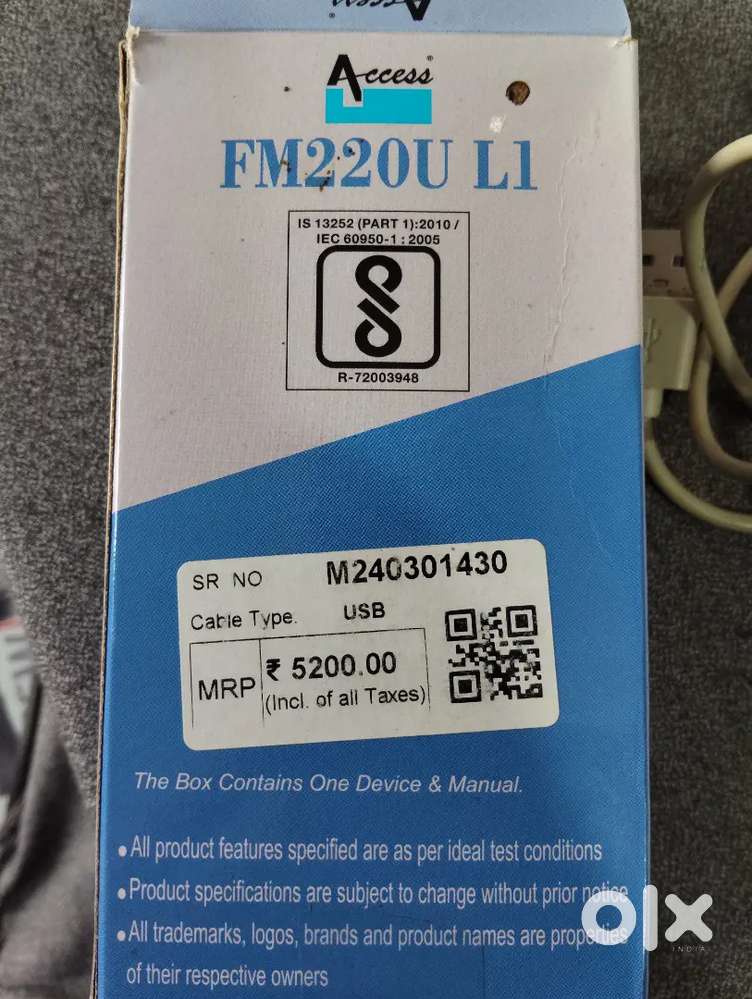 Access
Access®
FM220U L1
IS 13252 (PART 1):2010 /
IEC 60950-1 : 2005
R-72003948
SR NO M240301430
Cable Type. USB
MRP ₹ 5200.00
(Incl. of all Taxes)
The Box Contains One Device & Manual.
• All product features specified are as per ideal test conditions
• Product specifications are subject to change without prior notice
• All trademarks, logos, brands and product names are properties
of their respective owners
olx
INDIA